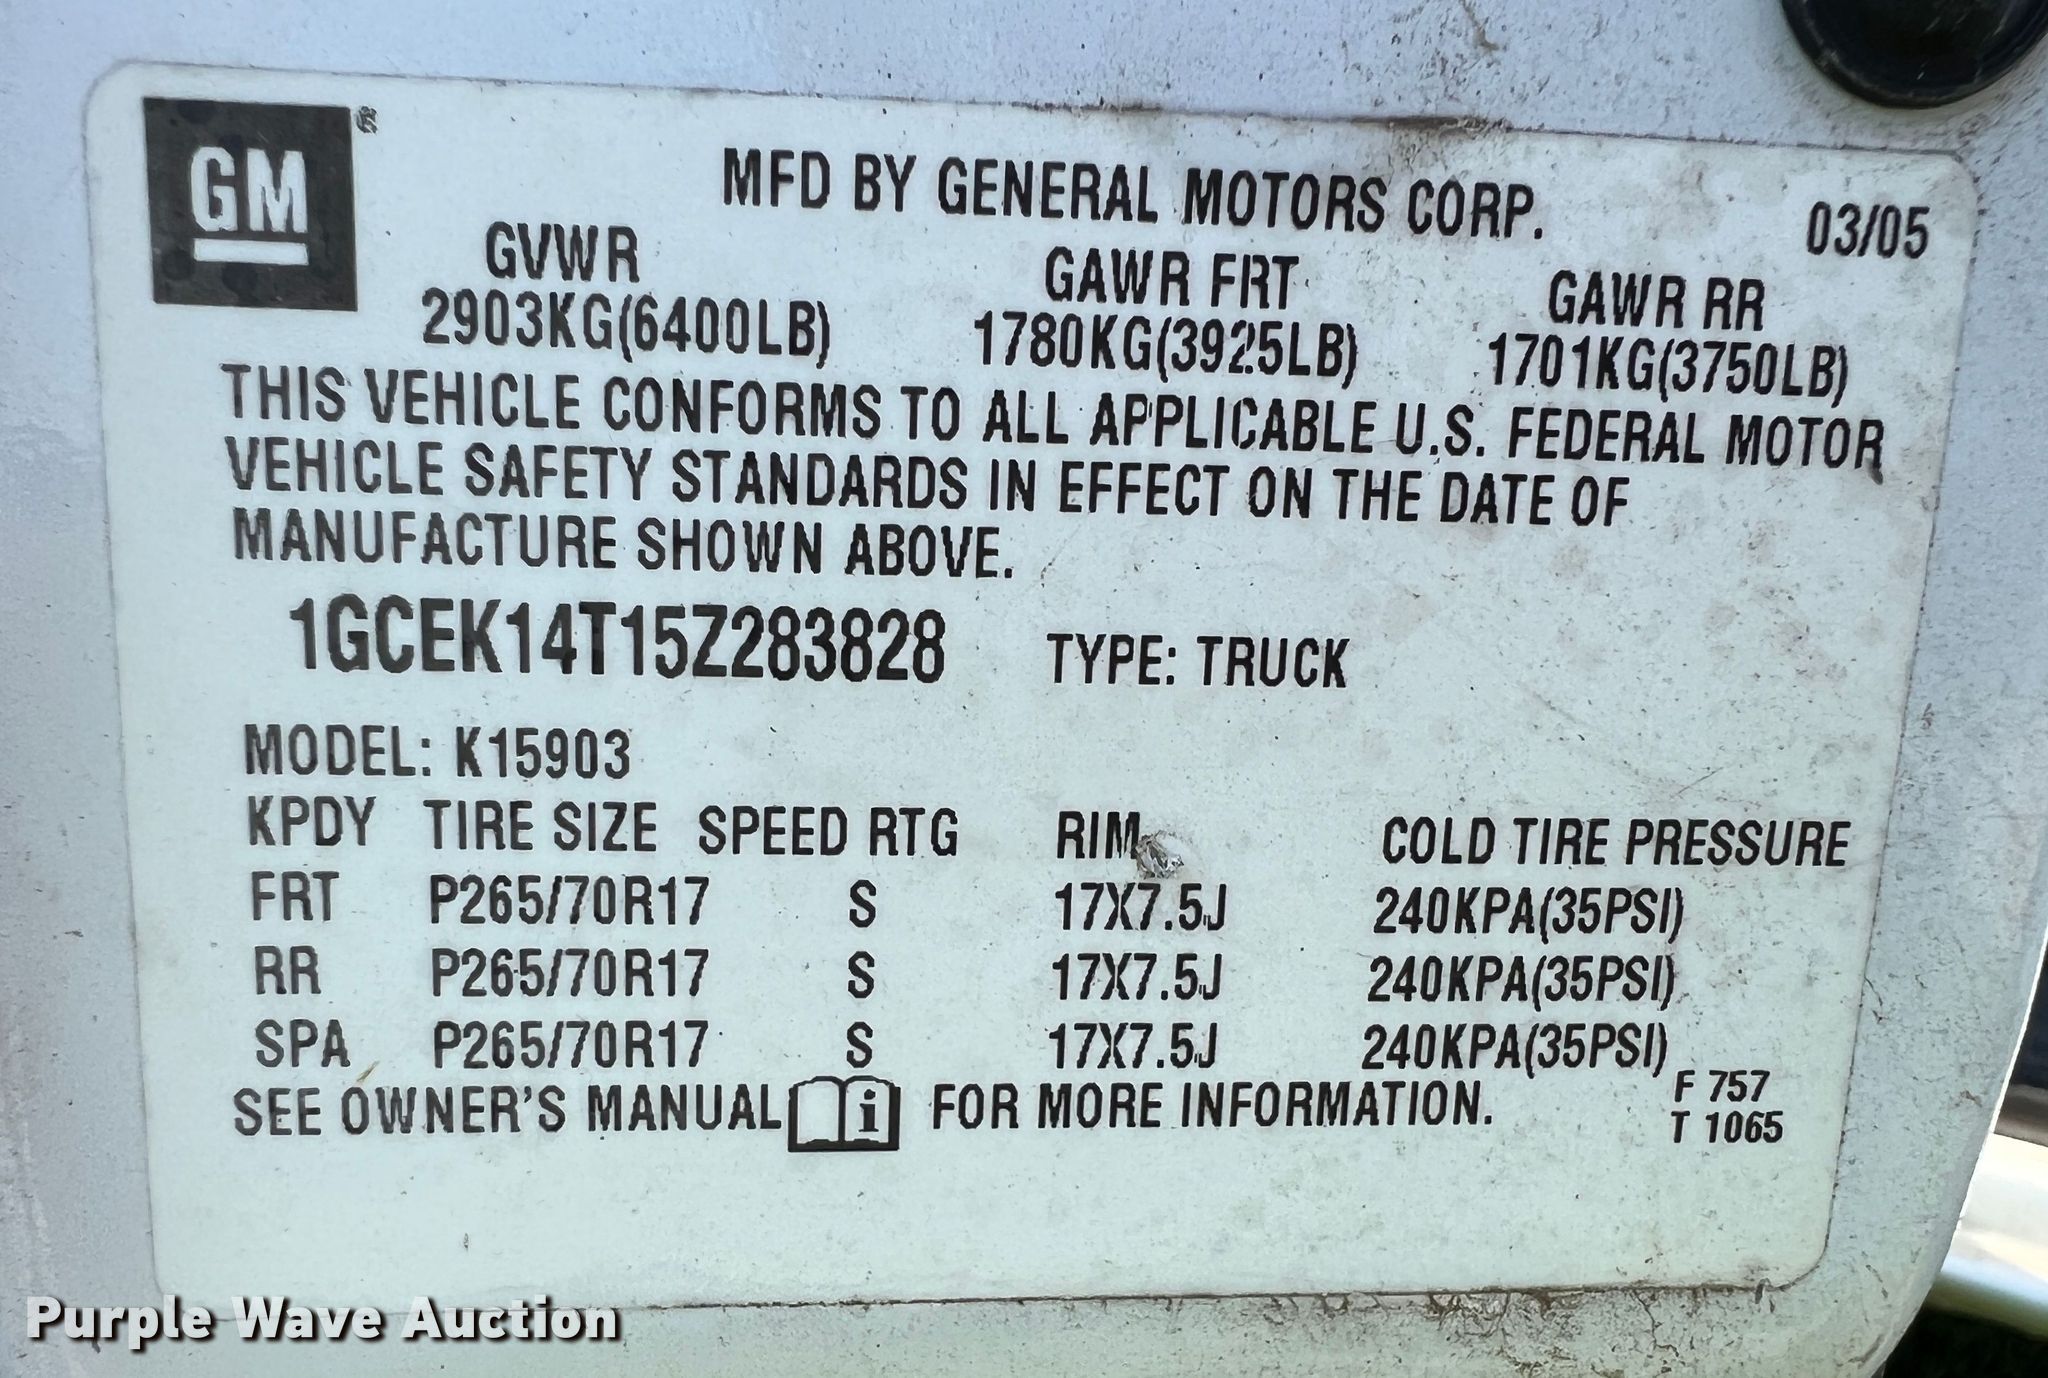 GM ®
MFD BY GENERAL MOTORS CORP. 03/05
GVWR GAWR FRT GAWR RR
2903KG(6400LB) 1780KG(3925LB) 1701KG(3750LB)
THIS VEHICLE CONFORMS TO ALL APPLICABLE U.S. FEDERAL MOTOR
VEHICLE SAFETY STANDARDS IN EFFECT ON THE DATE OF
MANUFACTURE SHOWN ABOVE.
1GCEK14T15Z283828 TYPE: TRUCK
MODEL: K15903
KPDY TIRE SIZE SPEED RTG RIM COLD TIRE PRESSURE
FRT P265/70R17 S 17X7.5J 240KPA(35PSI)
RR P265/70R17 S 17X7.5J 240KPA(35PSI)
SPA P265/70R17 S 17X7.5J 240KPA(35PSI)
SEE OWNER'S MANUAL i FOR MORE INFORMATION.
F 757
T 1065
Purple Wave Auction